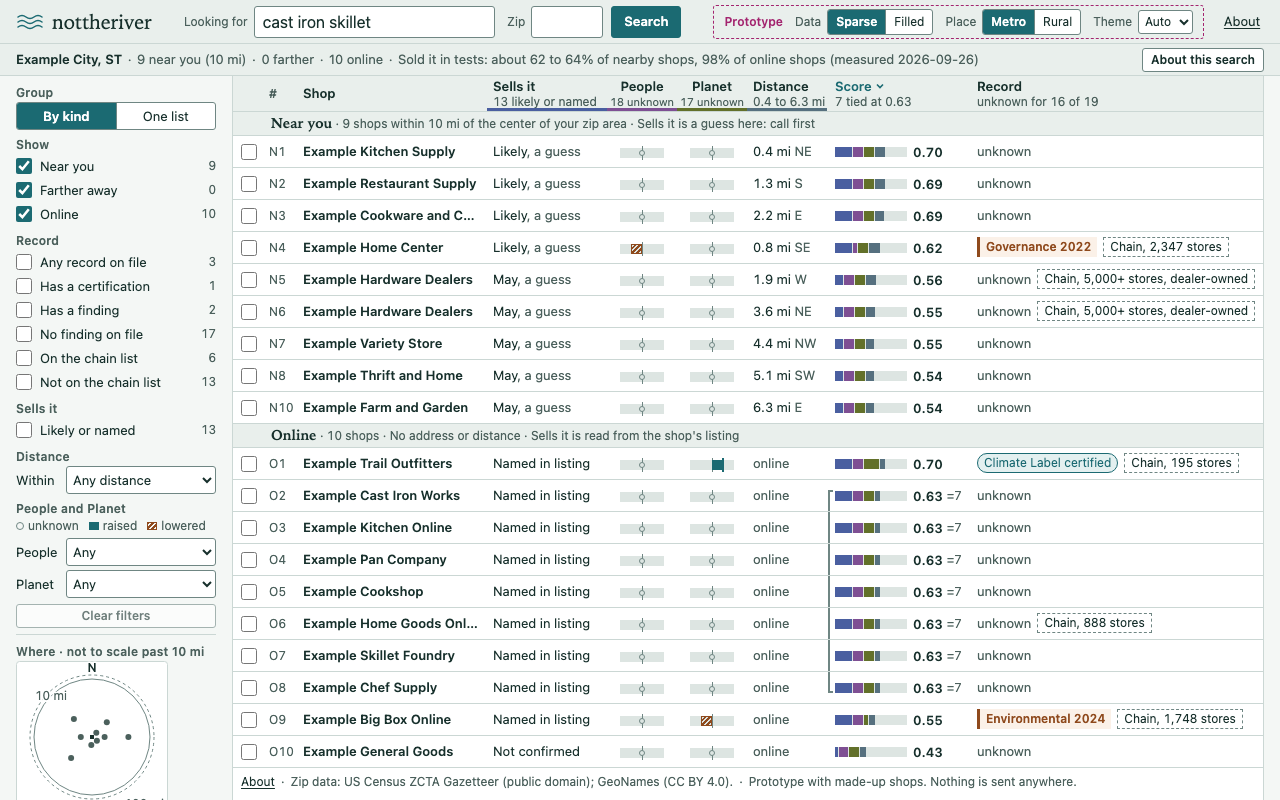 nottheriver Looking for cast iron skillet Zip Search Prototype Data Sparse Filled Place Metro Rural Theme Auto About
Example City, ST · 9 near you (10 mi) · 0 farther · 10 online · Sold it in tests: about 62 to 64% of nearby shops, 98% of online shops (measured 2026-09-26) About this search
Group
By kind One list
Show
Near you 9
Farther away 0
Online 10
Record
Any record on file 3
Has a certification 1
Has a finding 2
No finding on file 17
On the chain list 6
Not on the chain list 13
Sells it
Likely or named 13
Distance
Within Any distance
People and Planet
unknown raised lowered
People Any
Planet Any
Clear filters
Where · not to scale past 10 mi
N
10 mi
# Shop Sells it People Planet Distance Score Record
13 likely or named 18 unknown 17 unknown 0.4 to 6.3 mi 7 tied at 0.63 unknown for 16 of 19
Near you · 9 shops within 10 mi of the center of your zip area · Sells it is a guess here: call first
N1 Example Kitchen Supply Likely, a guess 0.4 mi NE 0.70 unknown
N2 Example Restaurant Supply Likely, a guess 1.3 mi S 0.69 unknown
N3 Example Cookware and C... Likely, a guess 2.2 mi E 0.69 unknown
N4 Example Home Center Likely, a guess 0.8 mi SE 0.62 Governance 2022 Chain, 2,347 stores
N5 Example Hardware Dealers May, a guess 1.9 mi W 0.56 unknown Chain, 5,000+ stores, dealer-owned
N6 Example Hardware Dealers May, a guess 3.6 mi NE 0.55 unknown Chain, 5,000+ stores, dealer-owned
N7 Example Variety Store May, a guess 4.4 mi NW 0.55 unknown
N8 Example Thrift and Home May, a guess 5.1 mi SW 0.54 unknown
N10 Example Farm and Garden May, a guess 6.3 mi E 0.54 unknown
Online · 10 shops · No address or distance · Sells it is read from the shop's listing
O1 Example Trail Outfitters Named in listing online 0.70 Climate Label certified Chain, 195 stores
O2 Example Cast Iron Works Named in listing online 0.63 =7 unknown
O3 Example Kitchen Online Named in listing online 0.63 =7 unknown
O4 Example Pan Company Named in listing online 0.63 =7 unknown
O5 Example Cookshop Named in listing online 0.63 =7 unknown
O6 Example Home Goods Onl... Named in listing online 0.63 =7 unknown Chain, 888 stores
O7 Example Skillet Foundry Named in listing online 0.63 =7 unknown
O8 Example Chef Supply Named in listing online 0.63 =7 unknown
O9 Example Big Box Online Named in listing online 0.55 Environmental 2024 Chain, 1,748 stores
O10 Example General Goods Not confirmed online 0.43 unknown
About · Zip data: US Census ZCTA Gazetteer (public domain); GeoNames (CC BY 4.0). · Prototype with made-up shops. Nothing is sent anywhere.